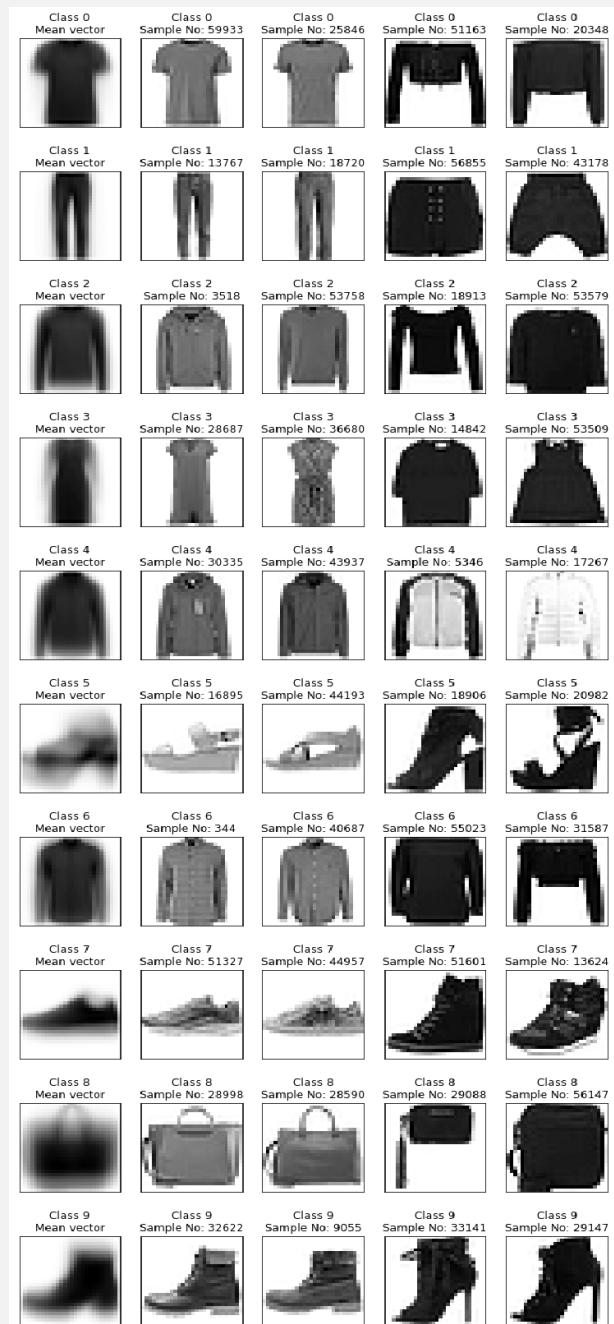 Class 0 Class 0 Class 0 Class 0 Class 0
Mean vector Sample No: 59933 Sample No: 25846 Sample No: 51163 Sample No: 20348
Class 1 Class 1 Class 1 Class 1 Class 1
Mean vector Sample No: 13767 Sample No: 18720 Sample No: 56855 Sample No: 43178
Class 2 Class 2 Class 2 Class 2 Class 2
Mean vector Sample No: 3518 Sample No: 53758 Sample No: 18913 Sample No: 53579
Class 3 Class 3 Class 3 Class 3 Class 3
Mean vector Sample No: 28687 Sample No: 36680 Sample No: 14842 Sample No: 53509
Class 4 Class 4 Class 4 Class 4 Class 4
Mean vector Sample No: 30335 Sample No: 43937 Sample No: 5346 Sample No: 17267
Class 5 Class 5 Class 5 Class 5 Class 5
Mean vector Sample No: 16895 Sample No: 44193 Sample No: 18906 Sample No: 20982
Class 6 Class 6 Class 6 Class 6 Class 6
Mean vector Sample No: 344 Sample No: 40687 Sample No: 55023 Sample No: 31587
Class 7 Class 7 Class 7 Class 7 Class 7
Mean vector Sample No: 51327 Sample No: 44957 Sample No: 51601 Sample No: 13624
Class 8 Class 8 Class 8 Class 8 Class 8
Mean vector Sample No: 28998 Sample No: 28590 Sample No: 29088 Sample No: 56147
Class 9 Class 9 Class 9 Class 9 Class 9
Mean vector Sample No: 32622 Sample No: 9055 Sample No: 33141 Sample No: 29147